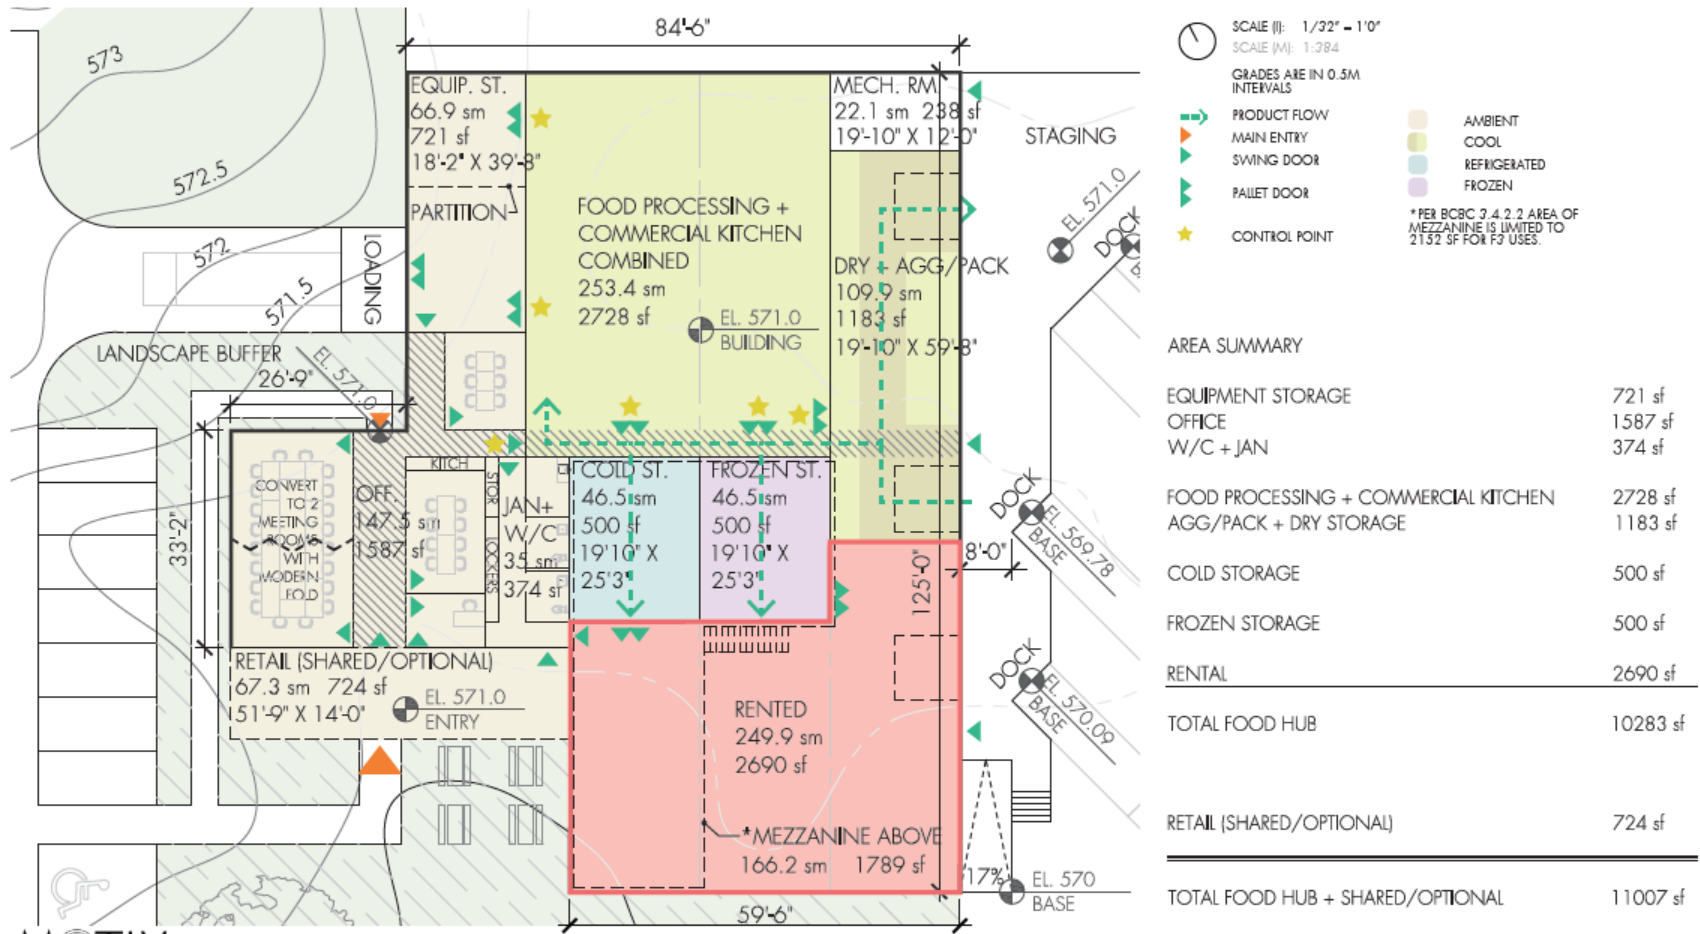 84'-6"
573
572.5
572
571.5
EQUIP. ST.
66.9 sm
721 sf
18'-2" X 39'-8"
PARTITION
LOADING
FOOD PROCESSING +
COMMERCIAL KITCHEN
COMBINED
253.4 sm
2728 sf
EL. 571.0
BUILDING
MECH. RM.
22.1 sm 238 sf
19'-10" X 12'-0"
DRY + AGG/PACK
109.9 sm
1183 sf
19'-10" X 59'-8"
STAGING
EL. 571.0
DOCK
LANDSCAPE BUFFER
26'-9"
EL. 571.0
33'-2"
CONVERT
TO 2
MEETING
ROOMS
WITH
MODERN
FOLD
OFF.
147.5 sm
1587 sf
KITCH
STOR
LOCKERS
JAN+
W/C
35 sm
374 sf
COLD ST.
46.5 sm
500 sf
19'10" X
25'3"
FROZEN ST.
46.5 sm
500 sf
19'10" X
25'3"
DOCK
EL. 569.78
BASE
8'-0"
125'-0"
RETAIL (SHARED/OPTIONAL)
67.3 sm 724 sf
51'-9" X 14'-0"
EL. 571.0
ENTRY
RENTED
249.9 sm
2690 sf
DOCK
EL. 570.09
BASE
*MEZZANINE ABOVE
166.2 sm 1789 sf
17%
EL. 570
BASE
59'-6"
SCALE (I): 1/32" = 1'0"
SCALE (M): 1:384
GRADES ARE IN 0.5M
INTERVALS
PRODUCT FLOW
MAIN ENTRY
SWING DOOR
PALLET DOOR
CONTROL POINT
AMBIENT
COOL
REFRIGERATED
FROZEN
*PER BCBC 3.4.2.2 AREA OF
MEZZANINE IS LIMITED TO
2152 SF FOR F3 USES.
AREA SUMMARY
EQUIPMENT STORAGE 721 sf
OFFICE 1587 sf
W/C + JAN 374 sf
FOOD PROCESSING + COMMERCIAL KITCHEN 2728 sf
AGG/PACK + DRY STORAGE 1183 sf
COLD STORAGE 500 sf
FROZEN STORAGE 500 sf
RENTAL 2690 sf
TOTAL FOOD HUB 10283 sf
RETAIL (SHARED/OPTIONAL) 724 sf
TOTAL FOOD HUB + SHARED/OPTIONAL 11007 sf